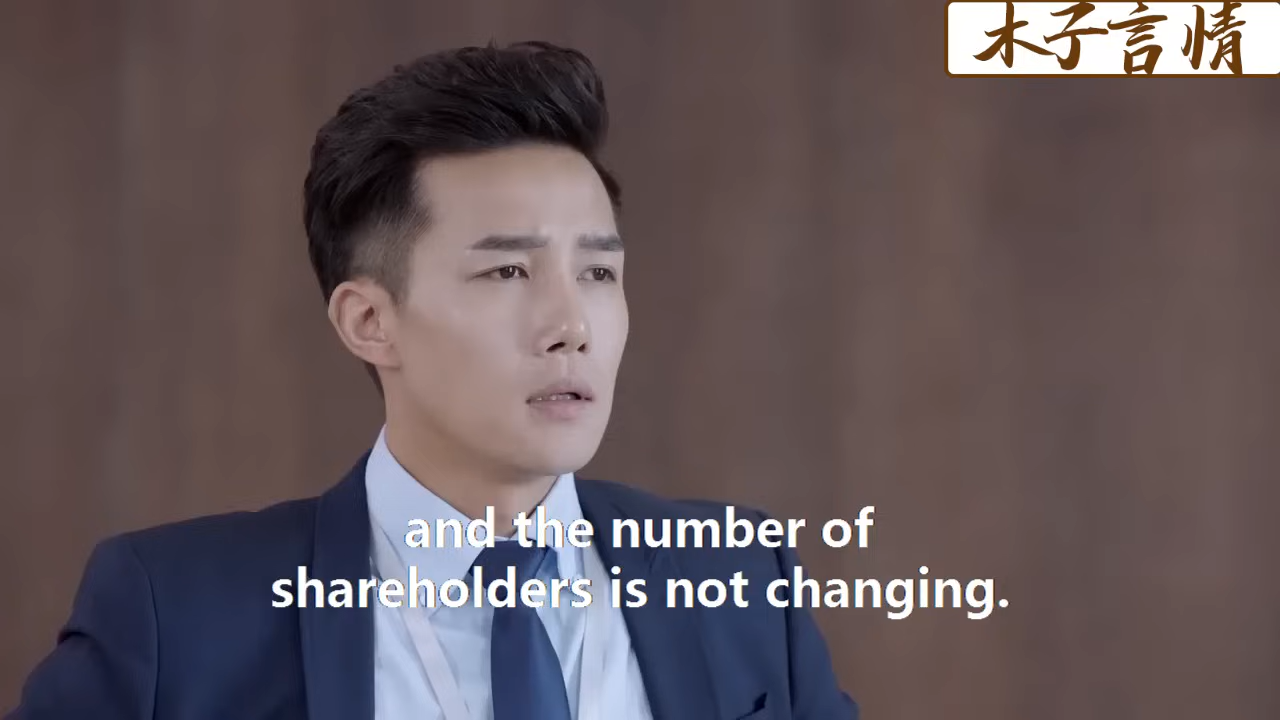 木子言情
and the number of
shareholders is not changing.